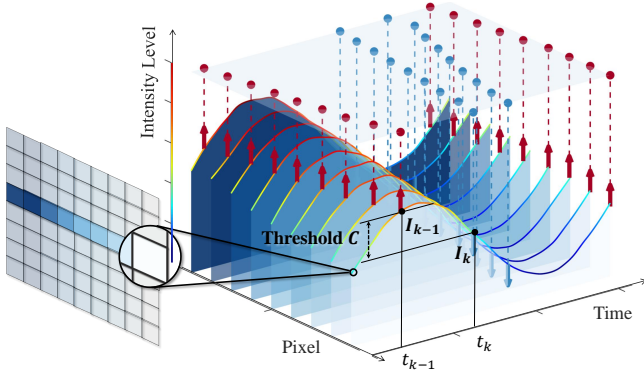 Intensity Level
Threshold C
I_{k-1}
I_k
Pixel
Time
t_{k-1}
t_k